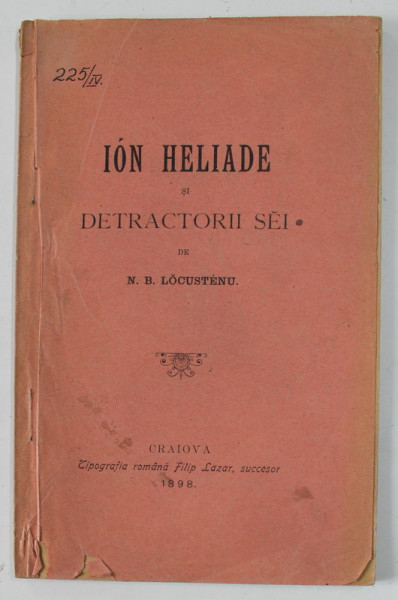 225/IV.
IÓN HELIADE
ȘI
DETRACTORII SĔI
DE
N. B. LŎCUSTÉNU.
CRAIOVA
Tipografia română Filip Lazar, succesor
1898.